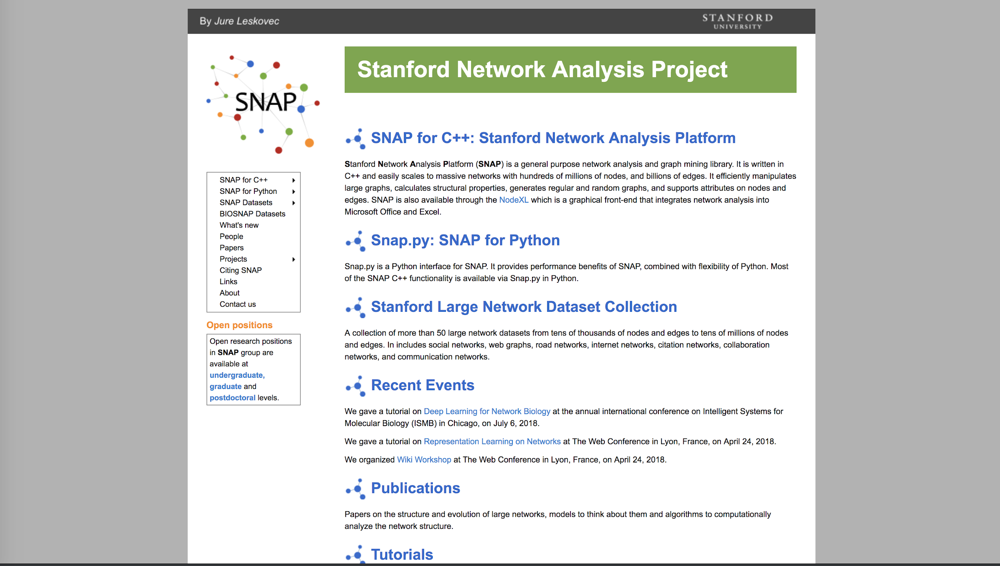 By Jure Leskovec
STANFORD
UNIVERSITY
SNAP
Stanford Network Analysis Project
SNAP for C++
SNAP for Python
SNAP Datasets
BIOSNAP Datasets
What's new
People
Papers
Projects
Citing SNAP
Links
About
Contact us
Open positions
Open research positions
in SNAP group are
available at
undergraduate,
graduate and
postdoctoral levels.
SNAP for C++: Stanford Network Analysis Platform
Stanford Network Analysis Platform (SNAP) is a general purpose network analysis and graph mining library. It is written in
C++ and easily scales to massive networks with hundreds of millions of nodes, and billions of edges. It efficiently manipulates
large graphs, calculates structural properties, generates regular and random graphs, and supports attributes on nodes and
edges. SNAP is also available through the NodeXL which is a graphical front-end that integrates network analysis into
Microsoft Office and Excel.
Snap.py: SNAP for Python
Snap.py is a Python interface for SNAP. It provides performance benefits of SNAP, combined with flexibility of Python. Most
of the SNAP C++ functionality is available via Snap.py in Python.
Stanford Large Network Dataset Collection
A collection of more than 50 large network datasets from tens of thousands of nodes and edges to tens of millions of nodes
and edges. In includes social networks, web graphs, road networks, internet networks, citation networks, collaboration
networks, and communication networks.
Recent Events
We gave a tutorial on Deep Learning for Network Biology at the annual international conference on Intelligent Systems for
Molecular Biology (ISMB) in Chicago, on July 6, 2018.
We gave a tutorial on Representation Learning on Networks at The Web Conference in Lyon, France, on April 24, 2018.
We organized Wiki Workshop at The Web Conference in Lyon, France, on April 24, 2018.
Publications
Papers on the structure and evolution of large networks, models to think about them and algorithms to computationally
analyze the network structure.
Tutorials